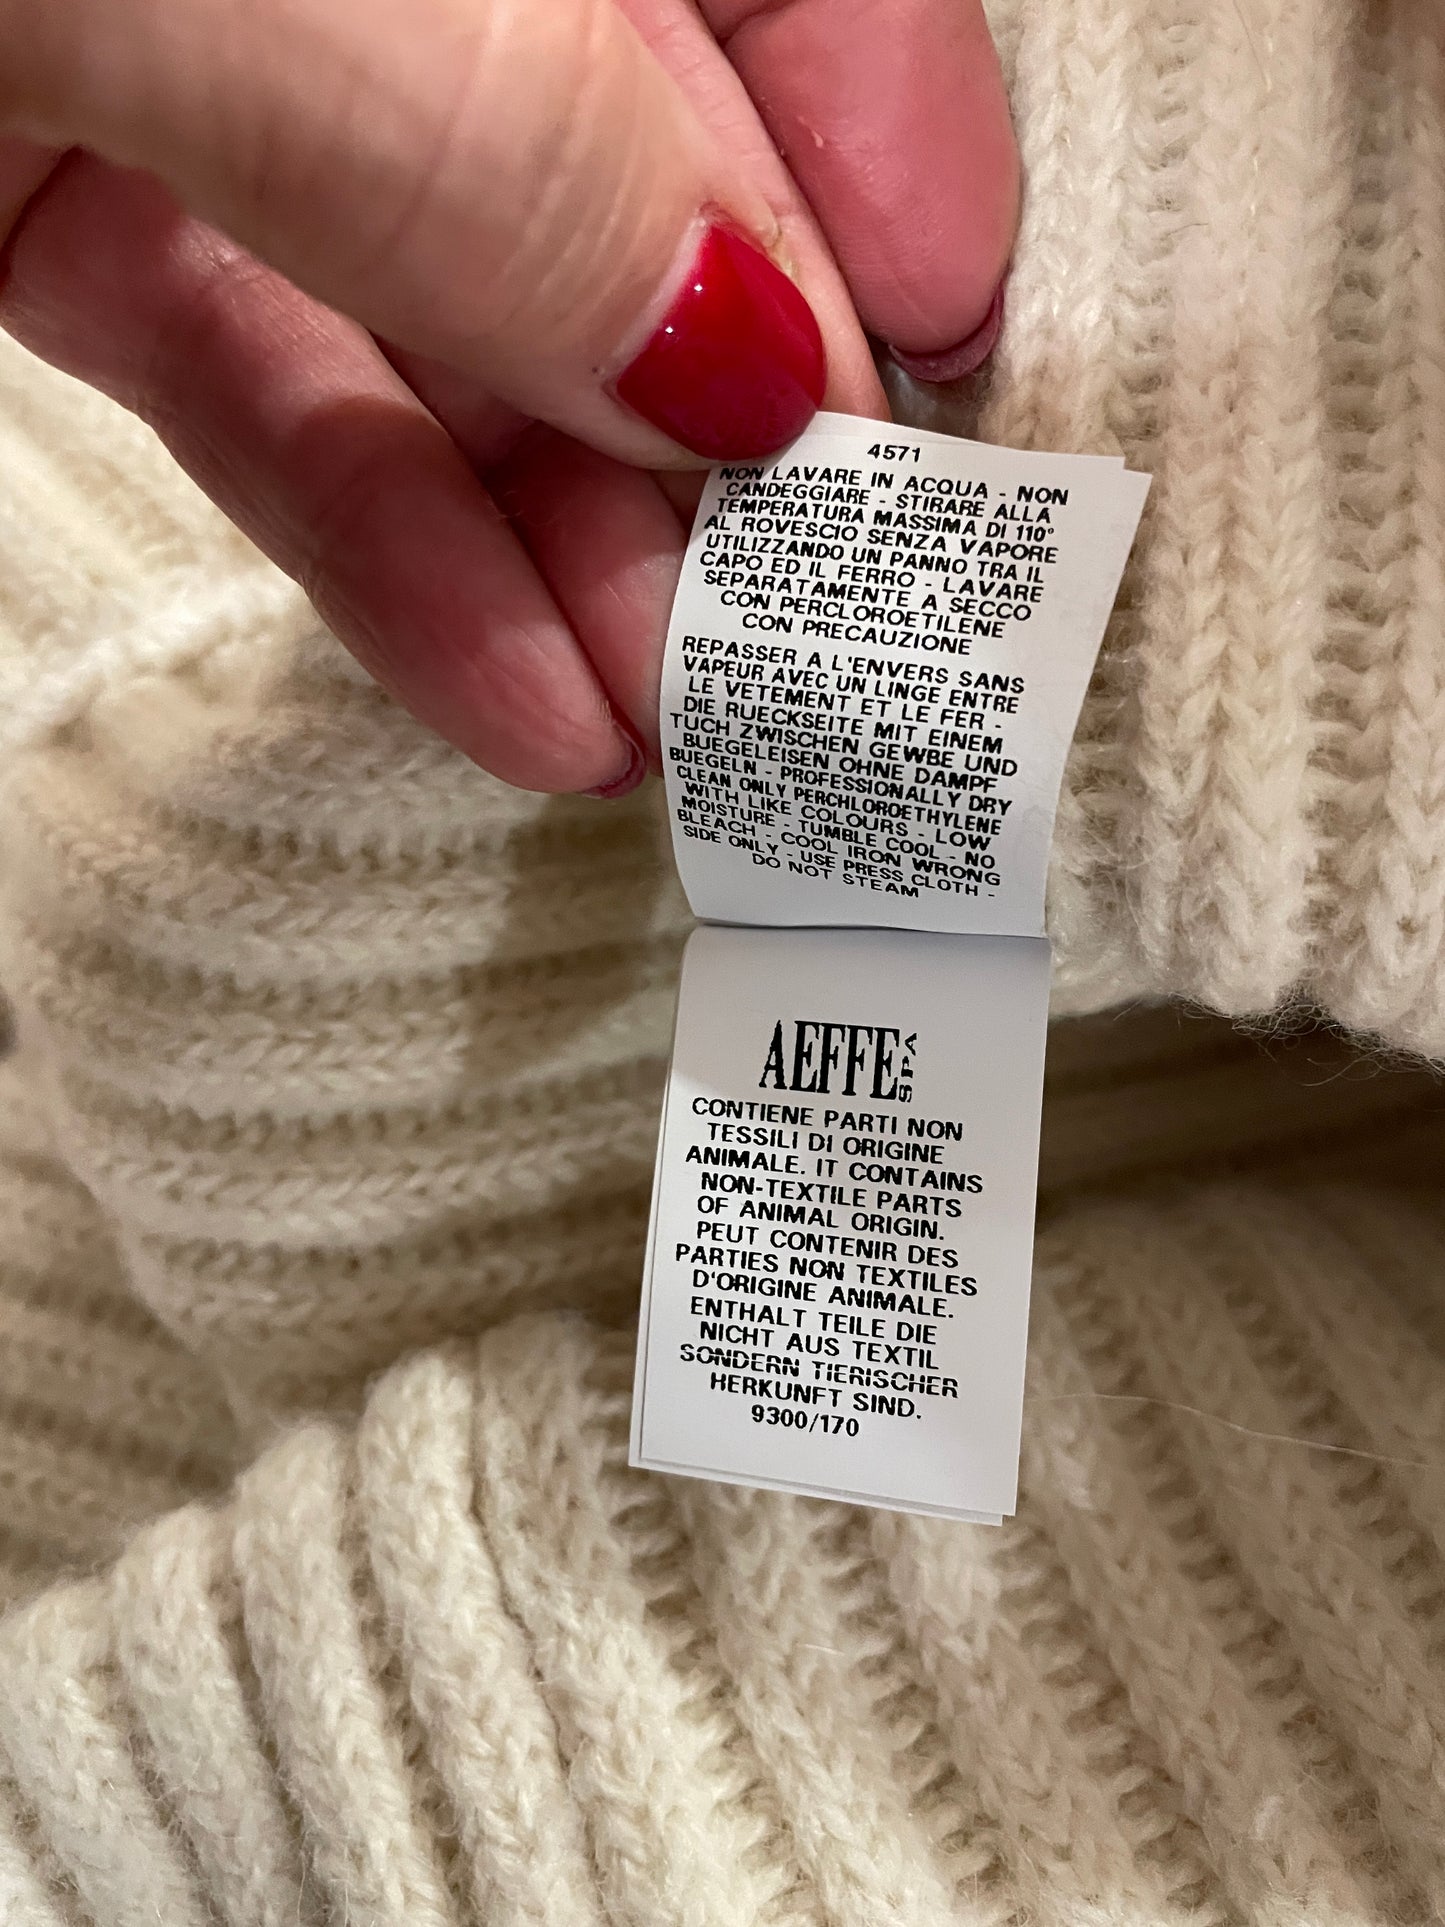 4571
NON LAVARE IN ACQUA - NON
CANDEGGIARE - STIRARE ALLA
TEMPERATURA MASSIMA DI 110°
AL ROVESCIO SENZA VAPORE
UTILIZZANDO UN PANNO TRA IL
CAPO ED IL FERRO - LAVARE
SEPARATAMENTE A SECCO
CON PERCLOROETILENE
CON PRECAUZIONE
REPASSER A L'ENVERS SANS
VAPEUR AVEC UN LINGE ENTRE
LE VETEMENT ET LE FER -
DIE RUECKSEITE MIT EINEM
TUCH ZWISCHEN GEWBE UND
BUEGELEISEN OHNE DAMPF
BUEGELN - PROFESSIONALLY DRY
CLEAN ONLY PERCHLOROETHYLENE
WITH LIKE COLOURS - LOW
MOISTURE - TUMBLE COOL - NO
BLEACH - COOL IRON WRONG
SIDE ONLY - USE PRESS CLOTH -
DO NOT STEAM
AEFFE SPA
CONTIENE PARTI NON
TESSILI DI ORIGINE
ANIMALE. IT CONTAINS
NON-TEXTILE PARTS
OF ANIMAL ORIGIN.
PEUT CONTENIR DES
PARTIES NON TEXTILES
D'ORIGINE ANIMALE.
ENTHALT TEILE DIE
NICHT AUS TEXTIL
SONDERN TIERISCHER
HERKUNFT SIND.
9300/170